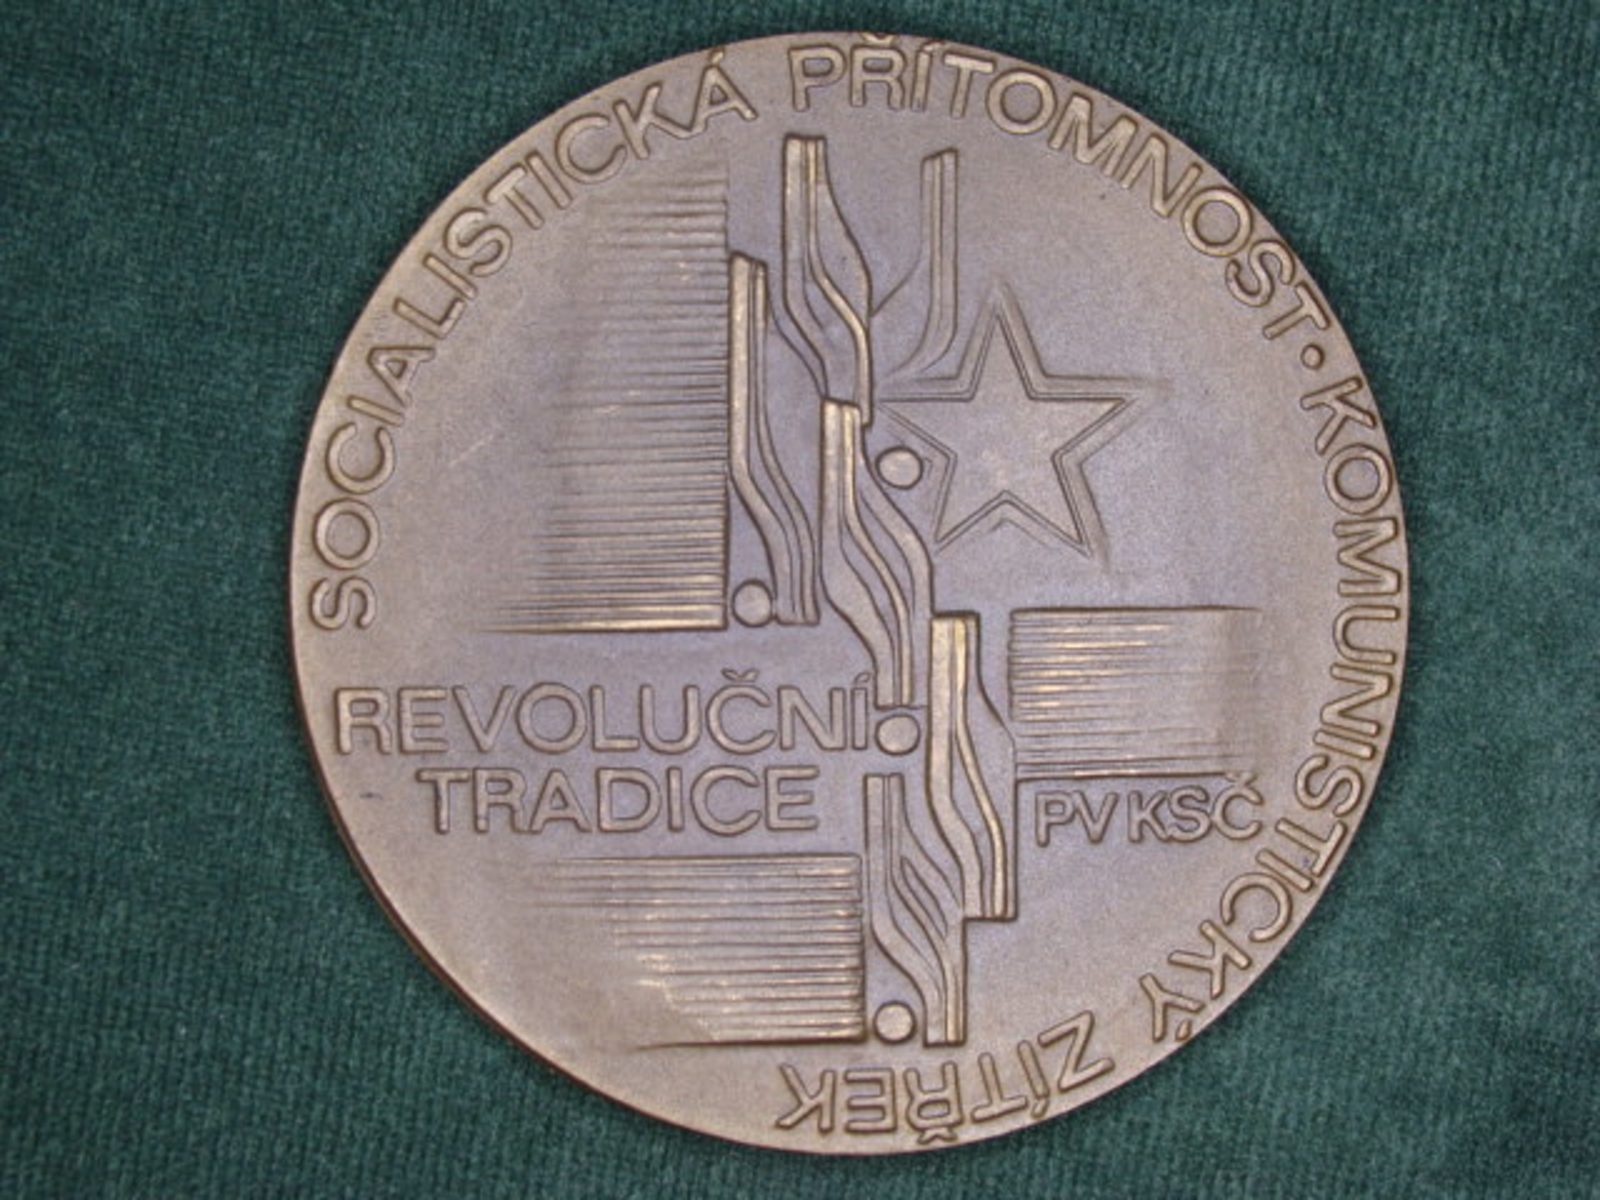 SOCIALISTICKÁ PŘÍTOMNOST · KOMUNISTICKÝ ZÍTŘEK
REVOLUČNÍ
TRADICE
PV KSČ